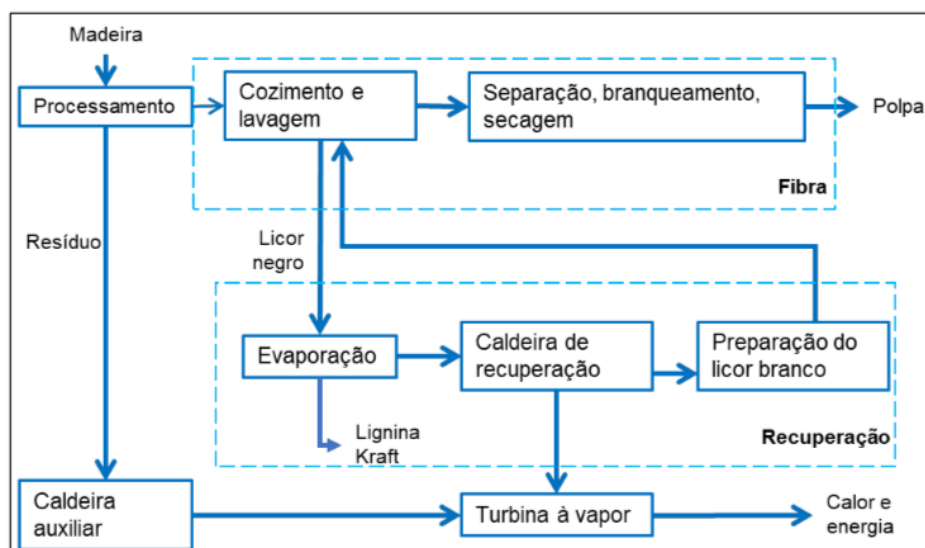 Madeira
Processamento
Cozimento e
lavagem
Separação, branqueamento,
secagem
Polpa
Fibra
Resíduo
Licor
negro
Evaporação
Caldeira de
recuperação
Preparação do
licor branco
Lignina
Kraft
Recuperação
Caldeira
auxiliar
Turbina à vapor
Calor e
energia